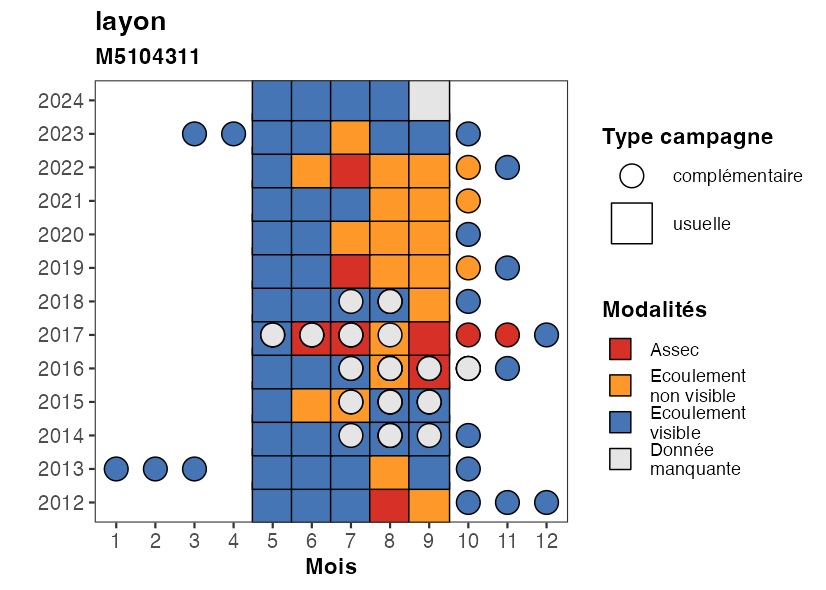 layon
M5104311
2024
2023
2022
2021
2020
2019
2018
2017
2016
2015
2014
2013
2012
1 2 3 4 5 6 7 8 9 10 11 12
Mois
Type campagne
complémentaire
usuelle
Modalités
Assec
Ecoulement
non visible
Ecoulement
visible
Donnée
manquante